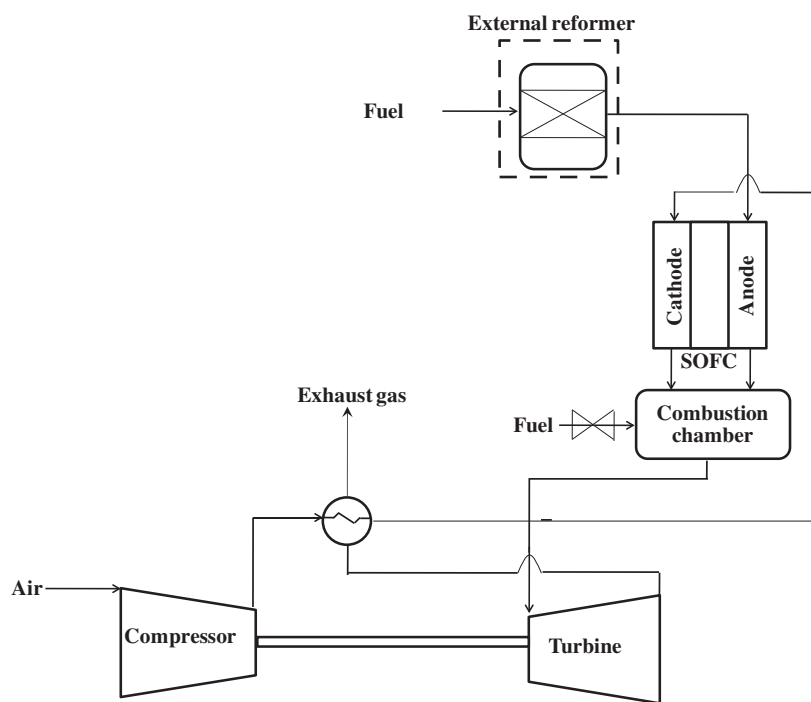 External reformer
Fuel
Cathode
Anode
SOFC
Exhaust gas
Fuel
Combustion
chamber
Air
Compressor
Turbine